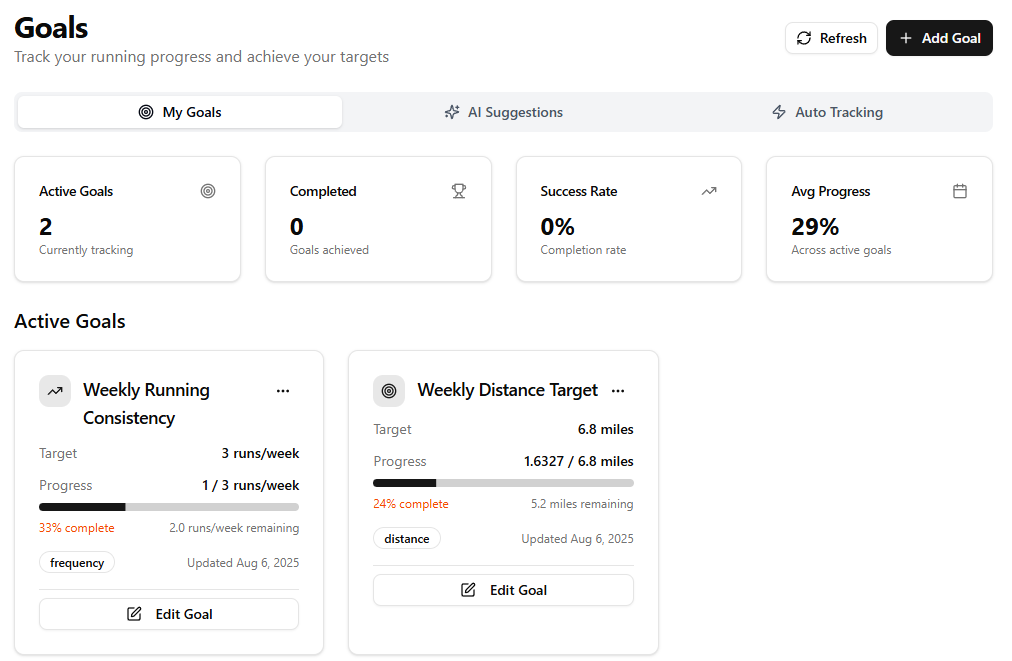 Goals
Track your running progress and achieve your targets
Refresh
Add Goal
My Goals
AI Suggestions
Auto Tracking
Active Goals
2
Currently tracking
Completed
0
Goals achieved
Success Rate
0%
Completion rate
Avg Progress
29%
Across active goals
Active Goals
Weekly Running
Consistency
Target 3 runs/week
Progress 1 / 3 runs/week
33% complete 2.0 runs/week remaining
frequency Updated Aug 6, 2025
Edit Goal
Weekly Distance Target
Target 6.8 miles
Progress 1.6327 / 6.8 miles
24% complete 5.2 miles remaining
distance Updated Aug 6, 2025
Edit Goal